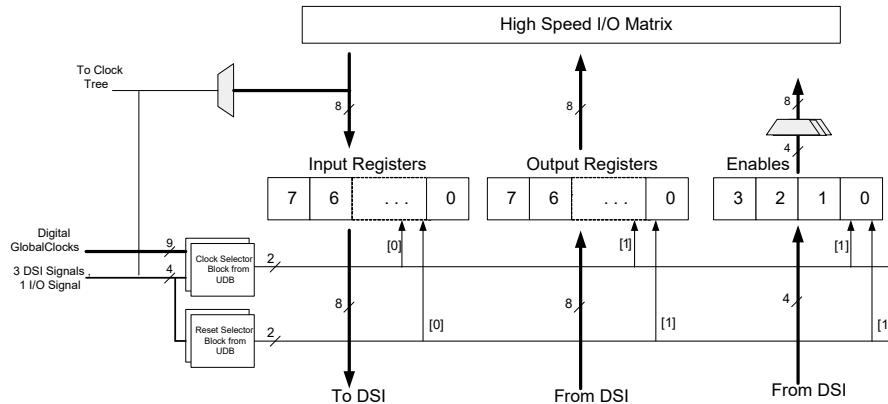 High Speed I/O Matrix
To Clock
Tree
8
8
8
4
Input Registers
Output Registers
Enables
7 6 . . . 0
7 6 . . . 0
3 2 1 0
Digital
GlobalClocks
9
3 DSI Signals ,
1 I/O Signal
4
Clock Selector
Block from
UDB
2
[0]
[1]
[1]
8
8
4
Reset Selector
Block from
UDB
2
[0]
[1]
[1
To DSI
From DSI
From DSI